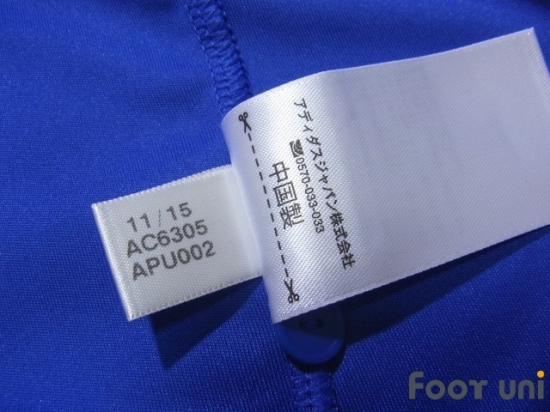 11/15
AC6305
APU002
アディダスジャパン株式会社
0570-033-033
中国製
FOOT UNI